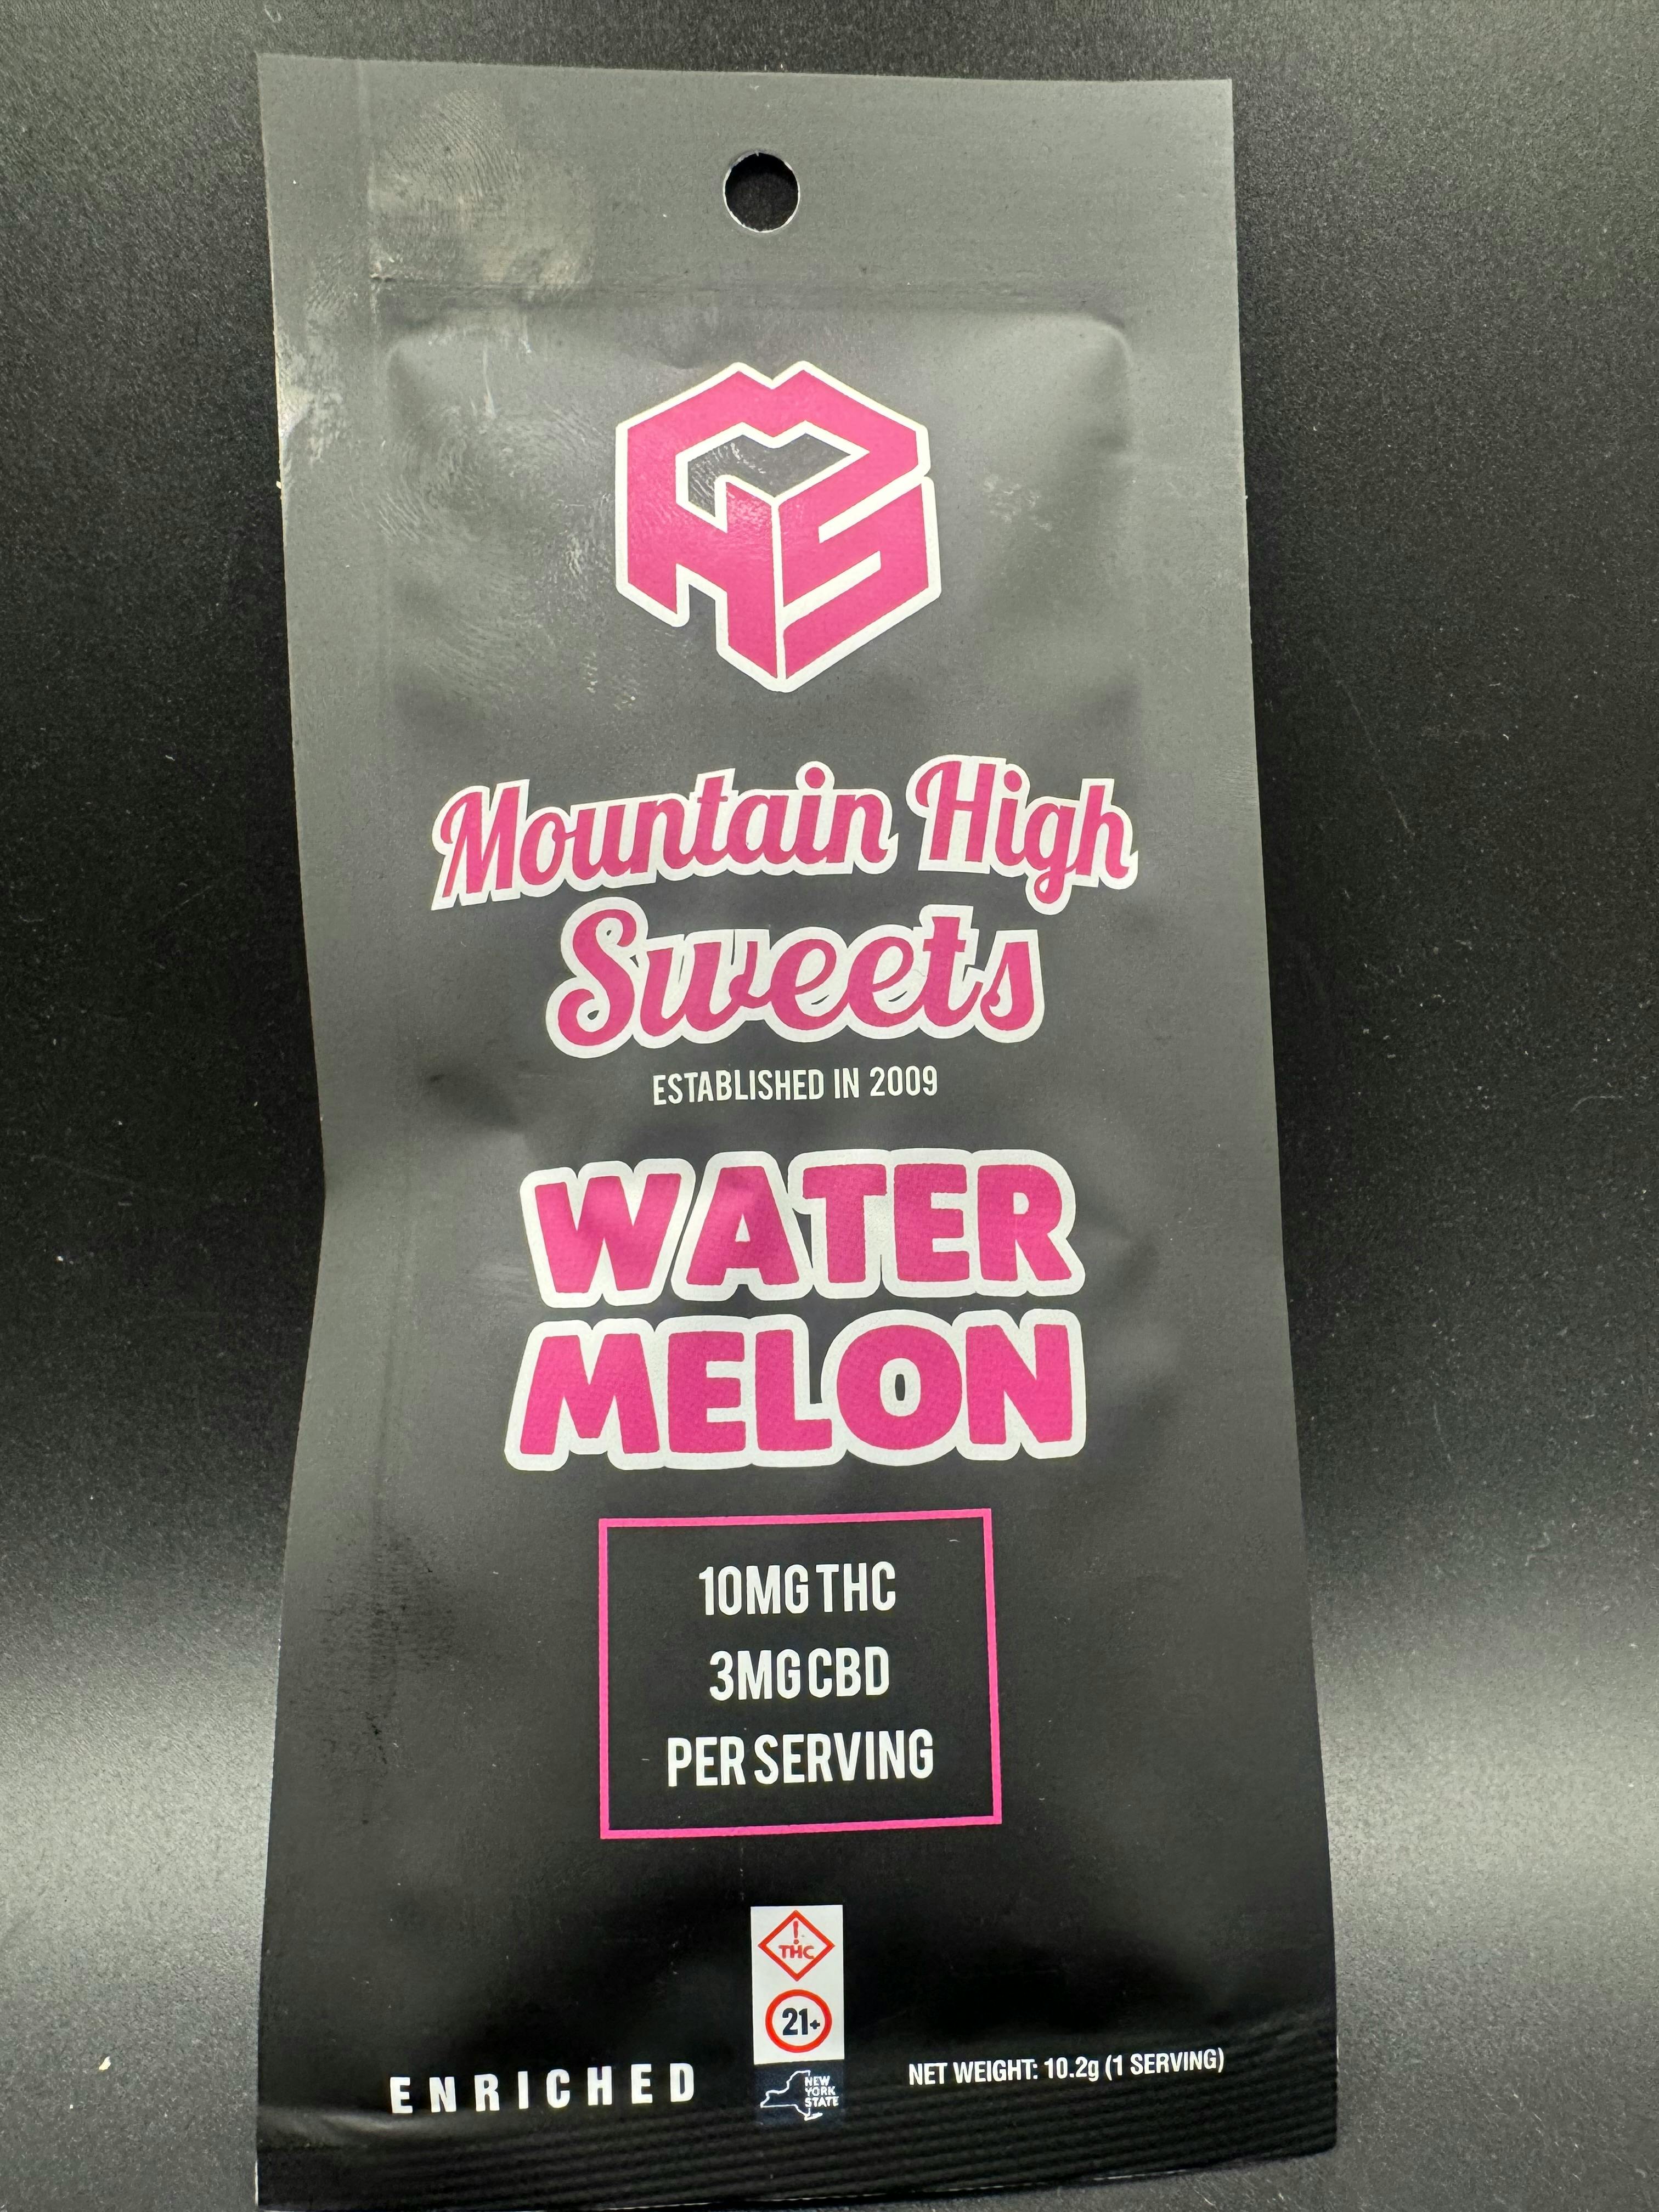 MHS
Mountain High
Sweets
ESTABLISHED IN 2009
WATER
MELON
10MG THC
3MG CBD
PER SERVING
!
THC
21+
NEW
YORK
STATE
ENRICHED
NET WEIGHT: 10.2g (1 SERVING)